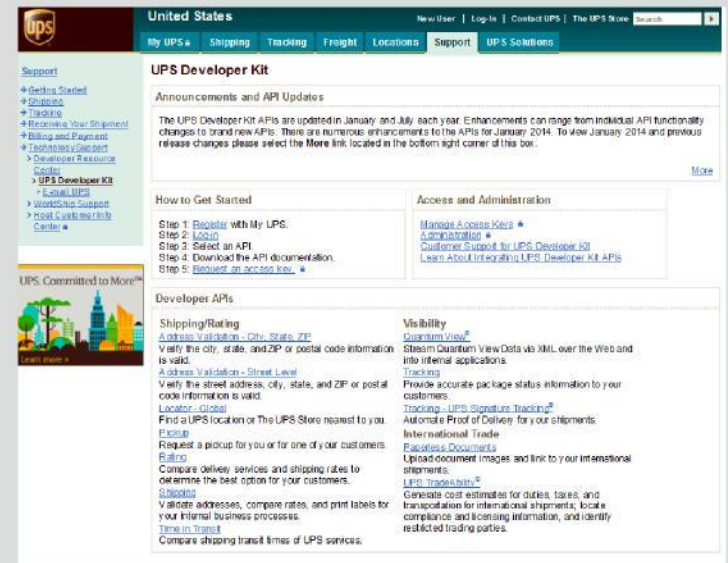 ups
United States
New User | Log-In | Contact UPS | The UPS Store Search
My UPS Shipping Tracking Freight Locations Support UPS Solutions
Support
Getting Started
Shipping
Tracking
Receiving Your Shipment
Billing and Payment
Technology Support
Developer Resource
Center
UPS Developer Kit
E-mail UPS
WorldShip Support
Host Customer Info
Center
UPS. Committed to More℠
Learn more »
UPS Developer Kit
Announcements and API Updates
The UPS Developer Kit APIs are updated in January and July each year. Enhancements can range from individual API functionality
changes to brand new APIs. There are numerous enhancements to the APIs for January 2014. To view January 2014 and previous
release changes please select the More link located in the bottom right corner of this box.
More
How to Get Started
Step 1: Register with My UPS.
Step 2: Log-in
Step 3: Select an API.
Step 4: Download the API documentation.
Step 5: Request an access key.
Access and Administration
Manage Access Keys
Administration
Customer Support for UPS Developer Kit
Learn About Integrating UPS Developer Kit APIs
Developer APIs
Shipping/Rating
Address Validation - City, State, ZIP
Verify the city, state, and ZIP or postal code information
is valid.
Address Validation - Street Level
Verify the street address, city, state, and ZIP or postal
code information is valid.
Locator - Global
Find a UPS location or The UPS Store nearest to you.
Pickup
Request a pickup for you or for one of your customers.
Rating
Compare delivery services and shipping rates to
determine the best option for your customers.
Shipping
Validate addresses, compare rates, and print labels for
your internal business processes.
Time in Transit
Compare shipping transit times of UPS services.
Visibility
Quantum View®
Stream Quantum View Data via XML over the Web and
into internal applications.
Tracking
Provide accurate package status information to your
customers.
Tracking - UPS Signature Tracking®
Automate Proof of Delivery for your shipments.
International Trade
Paperless Documents
Upload document images and link to your international
shipments.
UPS TradeAbility®
Generate cost estimates for duties, taxes, and
transportation for international shipments; locate
compliance and licensing information, and identify
restricted trading parties.